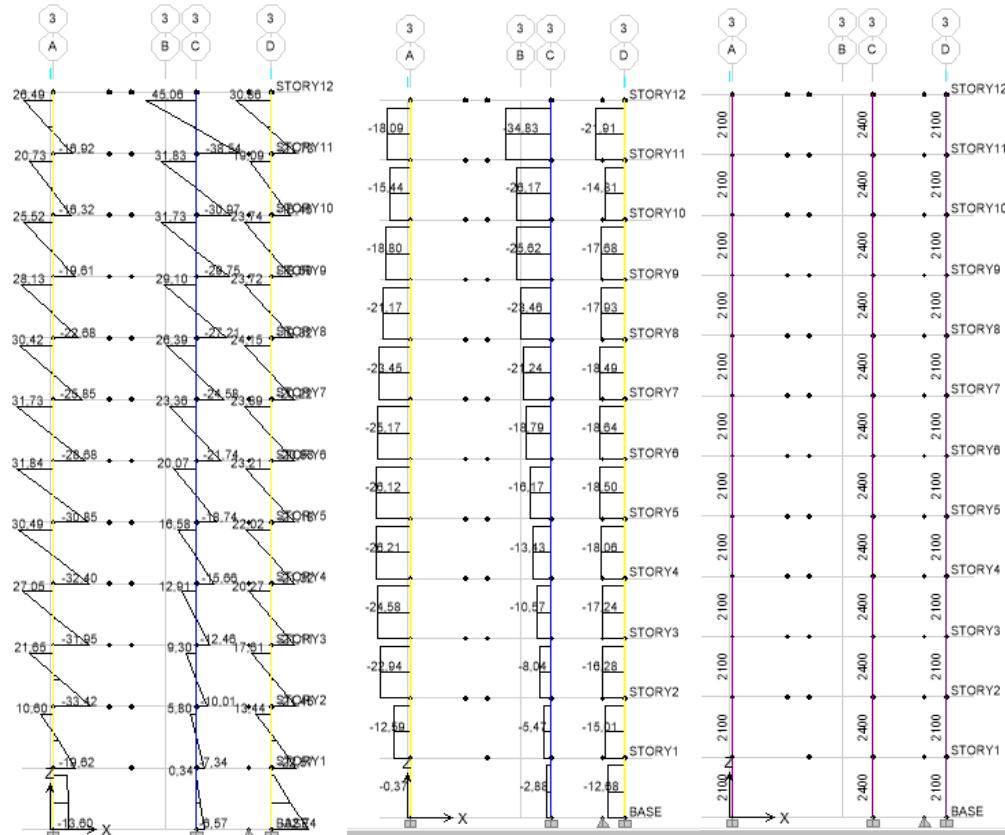 3 3 3 3
A B C D
26.49 45.06 30.86 STORY12
-16.92 -38.54 STORY11
20.73 31.83 19.09
-16.32 -30.97 STORY10
25.52 31.73 23.74
-19.61 -29.75 STORY9
28.13 29.10 23.72
-22.68 -27.21 STORY8
30.42 26.39 24.15
-25.85 -24.58
31.73 23.36 23.89
-28.68 -21.74
31.84 20.07 23.21
-30.85 -18.74 STORY5
30.49 16.58 22.02
-32.40 -15.66 STORY4
27.05 12.91 20.27
-31.95 -12.46 STORY3
21.65 9.30 17.61
-33.42 -10.01 STORY2
10.60 5.80 13.44
-19.62 -7.34 STORY1
Z 0.34
-13.60 X -6.57
3 3 3 3
A B C D
STORY12
-18.09 -34.83 -21.91
STORY11
-15.44 -26.17 -14.81
STORY10
-18.80 -25.62 -17.68
STORY9
-21.17 -23.46 -17.93
STORY8
-23.45 -21.24 -18.49
STORY7
-25.17 -18.79 -18.64
STORY6
-26.12 -16.17 -18.50
STORY5
-26.21 -13.43 -18.06
STORY4
-24.58 -10.57 -17.24
STORY3
-22.94 -8.04 -16.28
STORY2
-12.59 -5.47 -15.01
STORY1
Z
-0.37 -2.88 -12.68
X BASE
3 3 3 3
A B C D
STORY12
2100 2400 2100
STORY11
2100 2400 2100
STORY10
2100 2400 2100
STORY9
2100 2400 2100
STORY8
2100 2400 2100
STORY7
2100 2400 2100
STORY6
2100 2400 2100
STORY5
2100 2400 2100
STORY4
2100 2400 2100
STORY3
2100 2400 2100
STORY2
2100 2400 2100
STORY1
Z
2100 2400 2100
X BASE